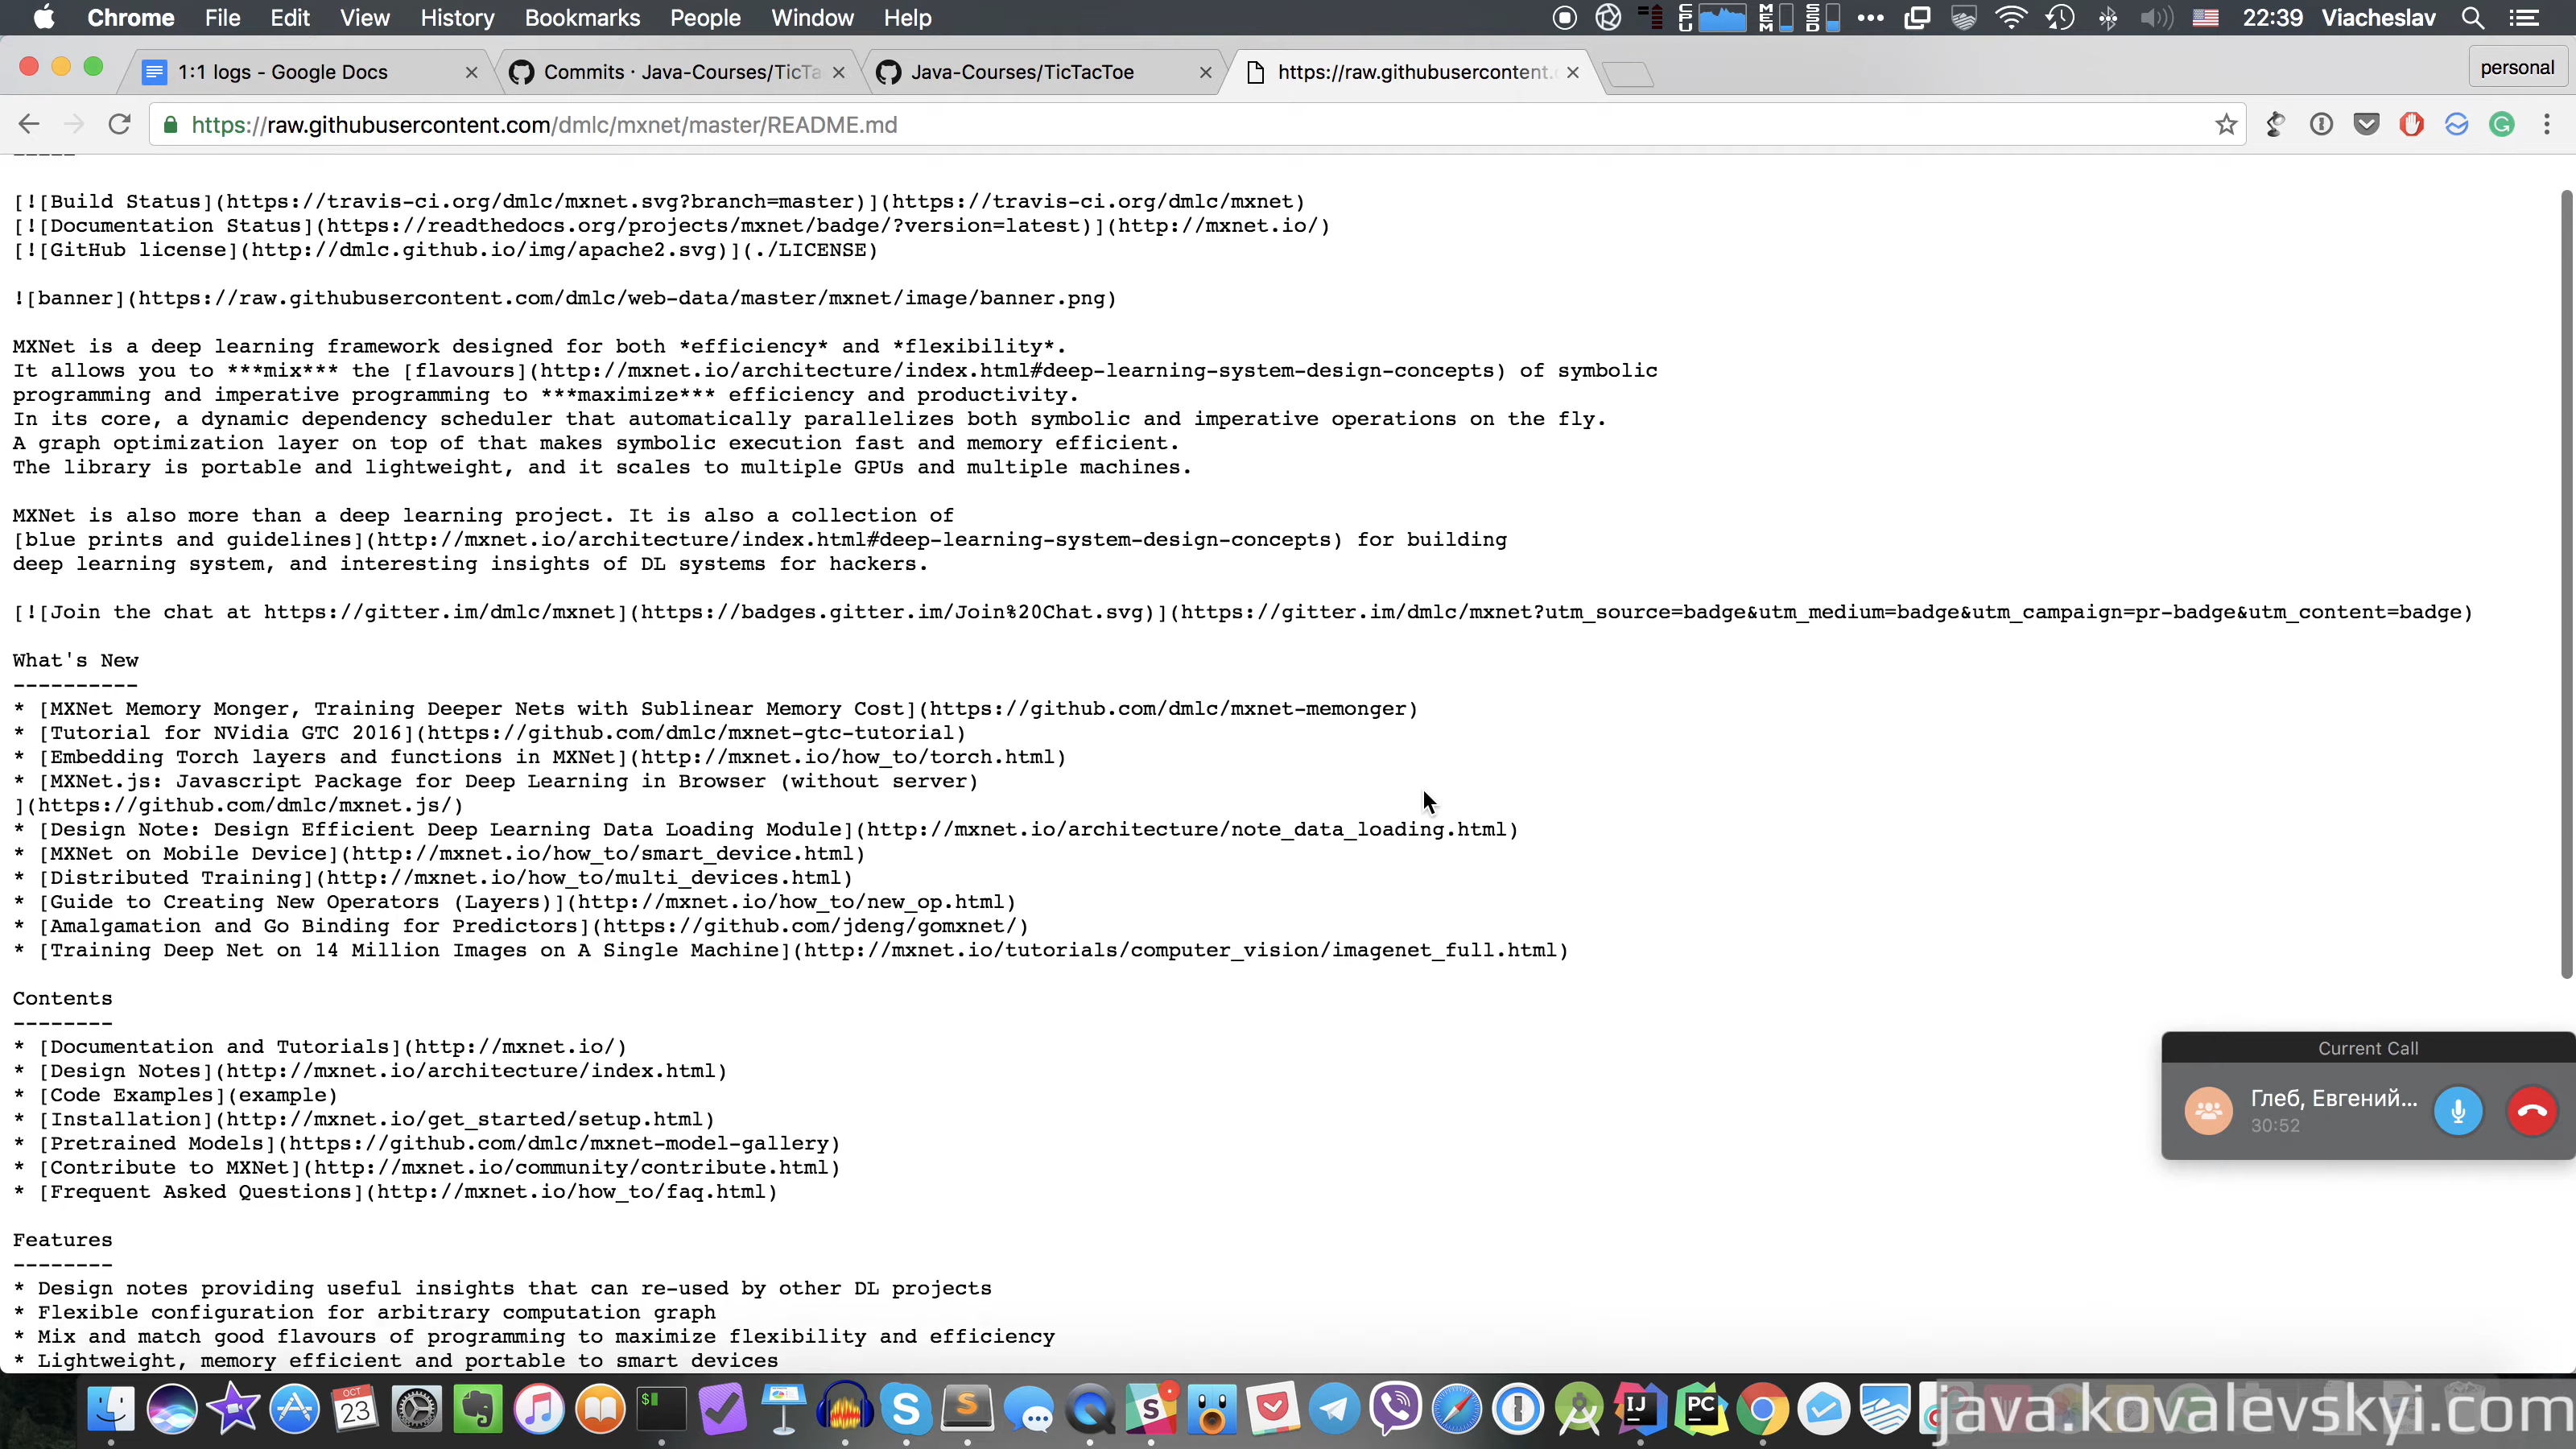 Chrome File Edit View History Bookmarks People Window Help CPU MEM SSD 22:39 Viacheslav
1:1 logs - Google Docs Commits · Java-Courses/TicTa Java-Courses/TicTacToe https://raw.githubusercontent. personal
https://raw.githubusercontent.com/dmlc/mxnet/master/README.md
[![Build Status](https://travis-ci.org/dmlc/mxnet.svg?branch=master)](https://travis-ci.org/dmlc/mxnet)
[![Documentation Status](https://readthedocs.org/projects/mxnet/badge/?version=latest)](http://mxnet.io/)
[![GitHub license](http://dmlc.github.io/img/apache2.svg)](./LICENSE)
![banner](https://raw.githubusercontent.com/dmlc/web-data/master/mxnet/image/banner.png)
MXNet is a deep learning framework designed for both *efficiency* and *flexibility*.
It allows you to ***mix*** the [flavours](http://mxnet.io/architecture/index.html#deep-learning-system-design-concepts) of symbolic
programming and imperative programming to ***maximize*** efficiency and productivity.
In its core, a dynamic dependency scheduler that automatically parallelizes both symbolic and imperative operations on the fly.
A graph optimization layer on top of that makes symbolic execution fast and memory efficient.
The library is portable and lightweight, and it scales to multiple GPUs and multiple machines.
MXNet is also more than a deep learning project. It is also a collection of
[blue prints and guidelines](http://mxnet.io/architecture/index.html#deep-learning-system-design-concepts) for building
deep learning system, and interesting insights of DL systems for hackers.
[![Join the chat at https://gitter.im/dmlc/mxnet](https://badges.gitter.im/Join%20Chat.svg)](https://gitter.im/dmlc/mxnet?utm_source=badge&utm_medium=badge&utm_campaign=pr-badge&utm_content=badge)
What's New
----------
* [MXNet Memory Monger, Training Deeper Nets with Sublinear Memory Cost](https://github.com/dmlc/mxnet-memonger)
* [Tutorial for NVidia GTC 2016](https://github.com/dmlc/mxnet-gtc-tutorial)
* [Embedding Torch layers and functions in MXNet](http://mxnet.io/how_to/torch.html)
* [MXNet.js: Javascript Package for Deep Learning in Browser (without server)
](https://github.com/dmlc/mxnet.js/)
* [Design Note: Design Efficient Deep Learning Data Loading Module](http://mxnet.io/architecture/note_data_loading.html)
* [MXNet on Mobile Device](http://mxnet.io/how_to/smart_device.html)
* [Distributed Training](http://mxnet.io/how_to/multi_devices.html)
* [Guide to Creating New Operators (Layers)](http://mxnet.io/how_to/new_op.html)
* [Amalgamation and Go Binding for Predictors](https://github.com/jdeng/gomxnet/)
* [Training Deep Net on 14 Million Images on A Single Machine](http://mxnet.io/tutorials/computer_vision/imagenet_full.html)
Contents
--------
* [Documentation and Tutorials](http://mxnet.io/)
* [Design Notes](http://mxnet.io/architecture/index.html)
* [Code Examples](example)
* [Installation](http://mxnet.io/get_started/setup.html)
* [Pretrained Models](https://github.com/dmlc/mxnet-model-gallery)
* [Contribute to MXNet](http://mxnet.io/community/contribute.html)
* [Frequent Asked Questions](http://mxnet.io/how_to/faq.html)
Current Call
Глеб, Евгений...
30:52
Features
--------
* Design notes providing useful insights that can re-used by other DL projects
* Flexible configuration for arbitrary computation graph
* Mix and match good flavours of programming to maximize flexibility and efficiency
* Lightweight, memory efficient and portable to smart devices
OCT
23
$
S
S
IJ
PC
java.kovalevskyi.com